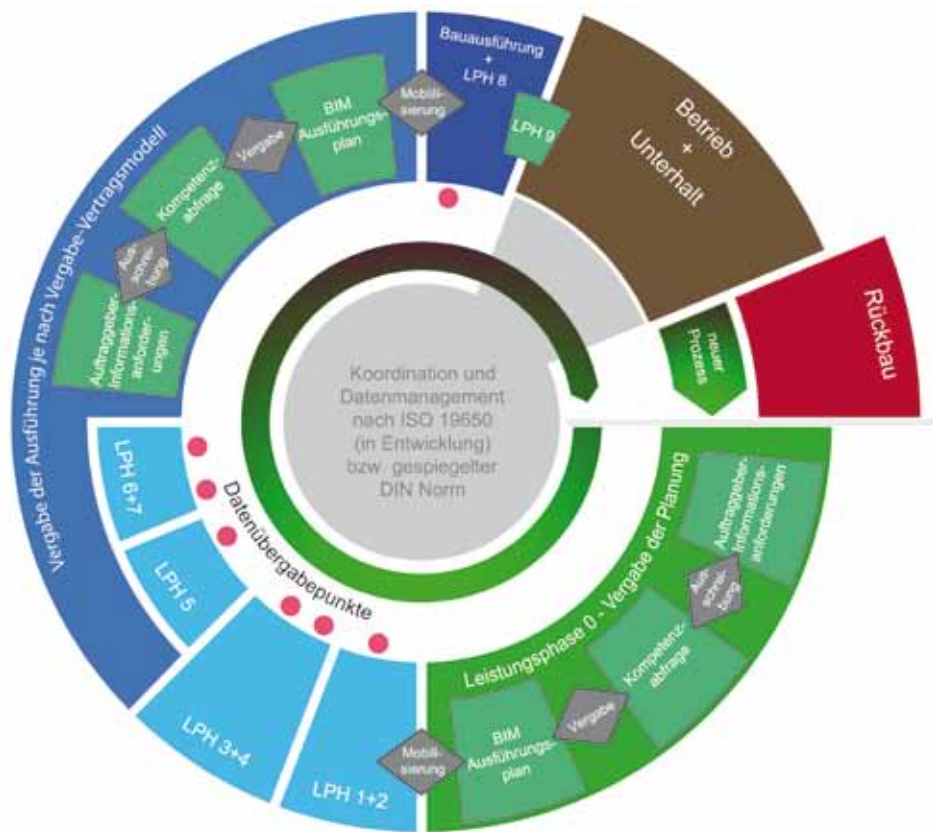 Bauausführung
+
LPH 8
LPH 9
Betrieb
+
Unterhalt
Rückbau
neuer
Prozess
Leistungsphase 0 - Vergabe der Planung
Auftraggeber-
Informations-
anforderungen
Aus-
schrei-
bung
Kompetenz-
abfrage
Vergabe
BIM
Ausführungs-
plan
Mobili-
sierung
LPH 1+2
LPH 3+4
LPH 5
LPH 6+7
Datenübergabepunkte
Vergabe der Ausführung je nach Vergabe-Vertragsmodell
Auftraggeber-
Informations-
anforder-
ungen
Aus-
schrei-
bung
Kompetenz-
abfrage
Vergabe
BIM
Ausführungs-
plan
Mobili-
sierung
Koordination und
Datenmanagement
nach ISO 19650
(in Entwicklung)
bzw. gespiegelter
DIN Norm